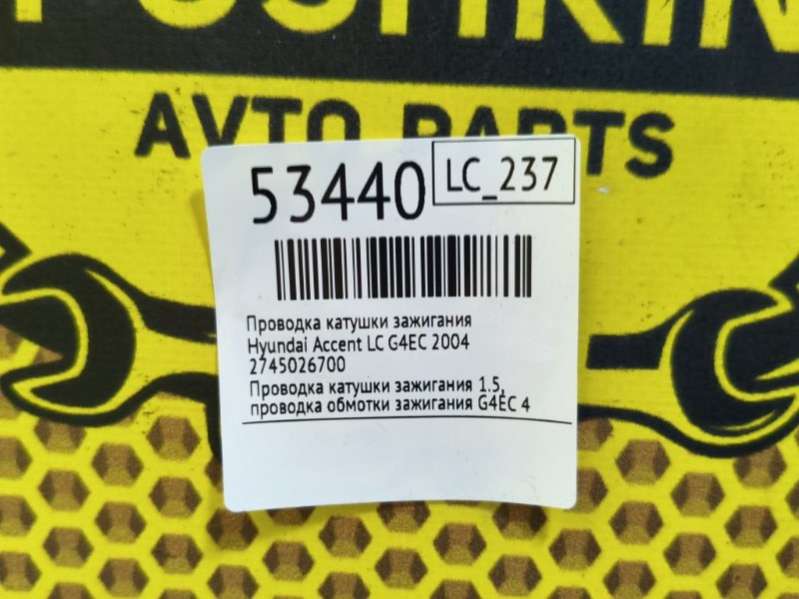 PUSHKIN
AVTO PARTS
53440
LC_237
Проводка катушки зажигания
Hyundai Accent LC G4EC 2004
2745026700
Проводка катушки зажигания 1.5,
проводка обмотки зажигания G4EC 4